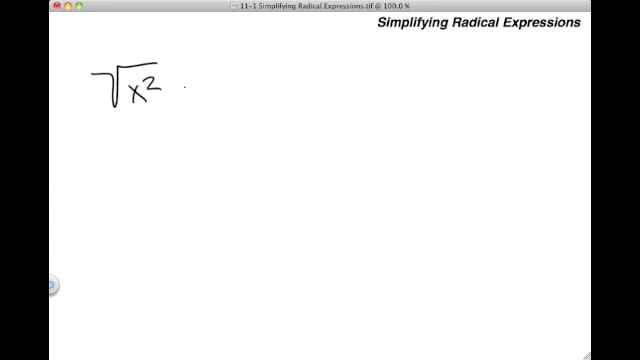 11-1 Simplifying Radical Expressions.tif @ 100.0 %
Simplifying Radical Expressions
√x²